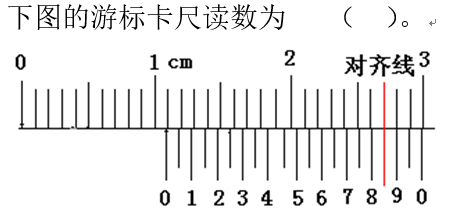 下图的游标卡尺读数为 （ ）。
0 1 cm 2 对齐线 3
0 1 2 3 4 5 6 7 8 9 0